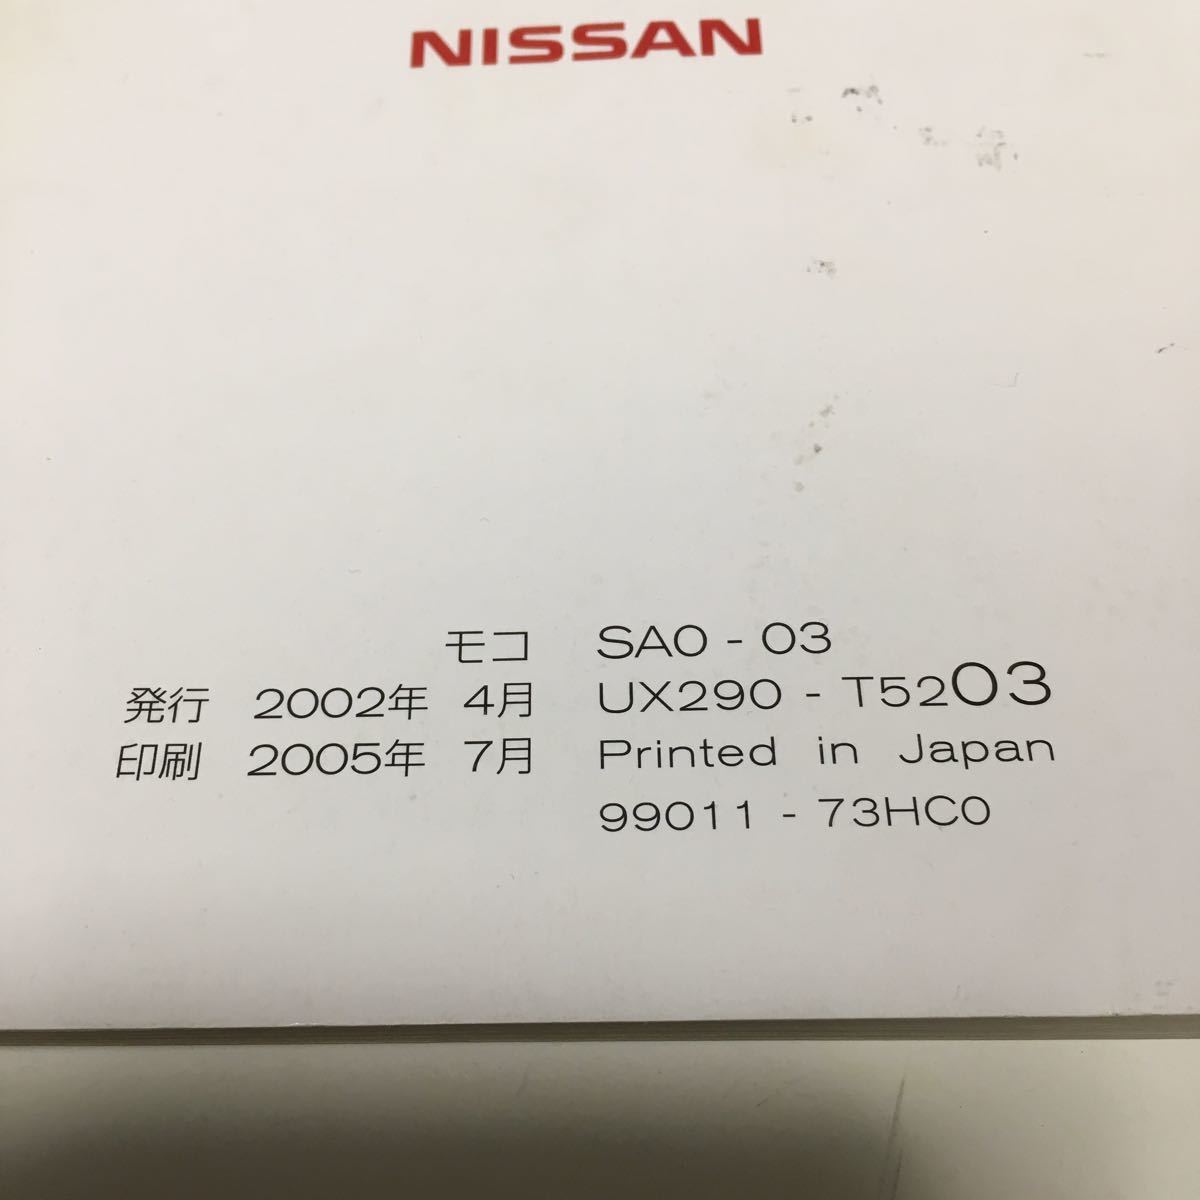 NISSAN
モコ SAO - 03
発行 2002年 4月 UX290 - T5203
印刷 2005年 7月 Printed in Japan
99011 - 73HC0